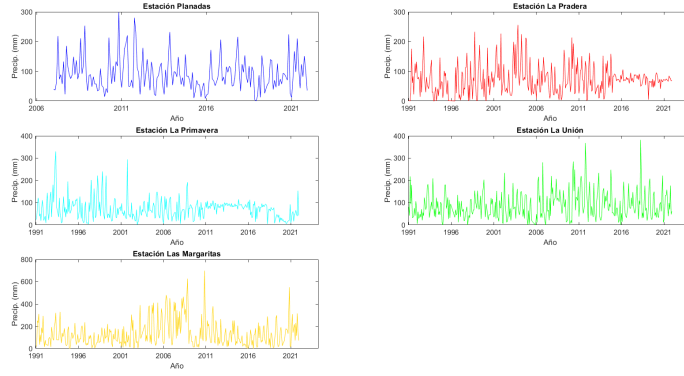 Estación Planadas
Precip. (mm)
300
200
100
0
2006 2011 2016 2021
Año
Estación La Pradera
Precip. (mm)
300
200
100
0
1991 1996 2001 2006 2011 2016 2021
Año
Estación La Primavera
Precip. (mm)
400
300
200
100
0
1991 1996 2001 2006 2011 2016 2021
Año
Estación La Unión
Precip. (mm)
400
300
200
100
0
1991 1996 2001 2006 2011 2016 2021
Año
Estación Las Margaritas
Precip. (mm)
800
600
400
200
0
1991 1996 2001 2006 2011 2016 2021
Año